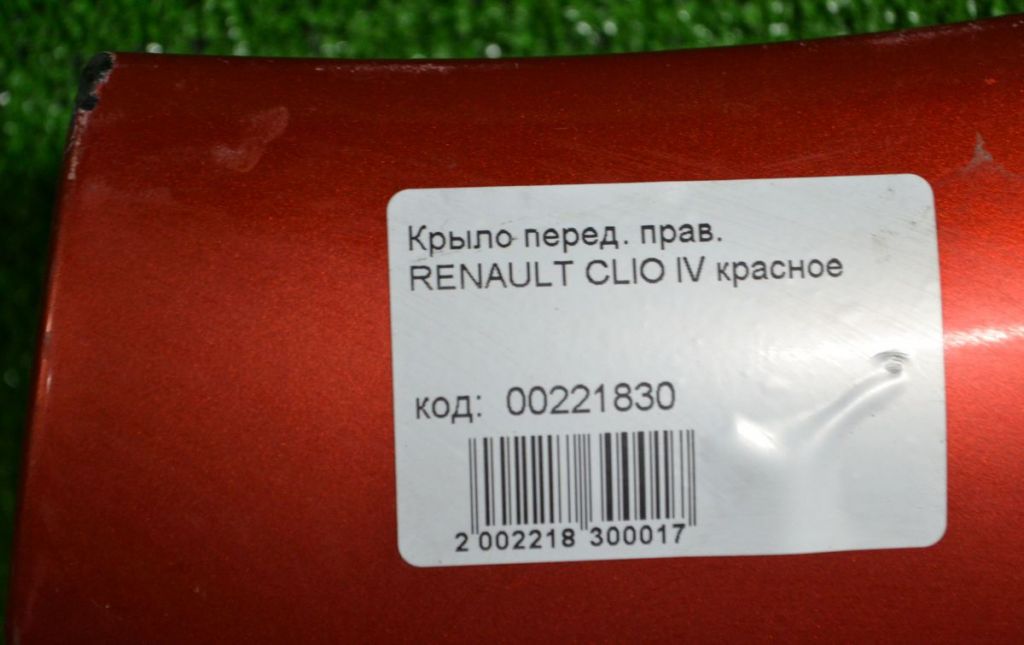 Крыло перед. прав.
RENAULT CLIO IV красное
код: 00221830
2 002218 300017